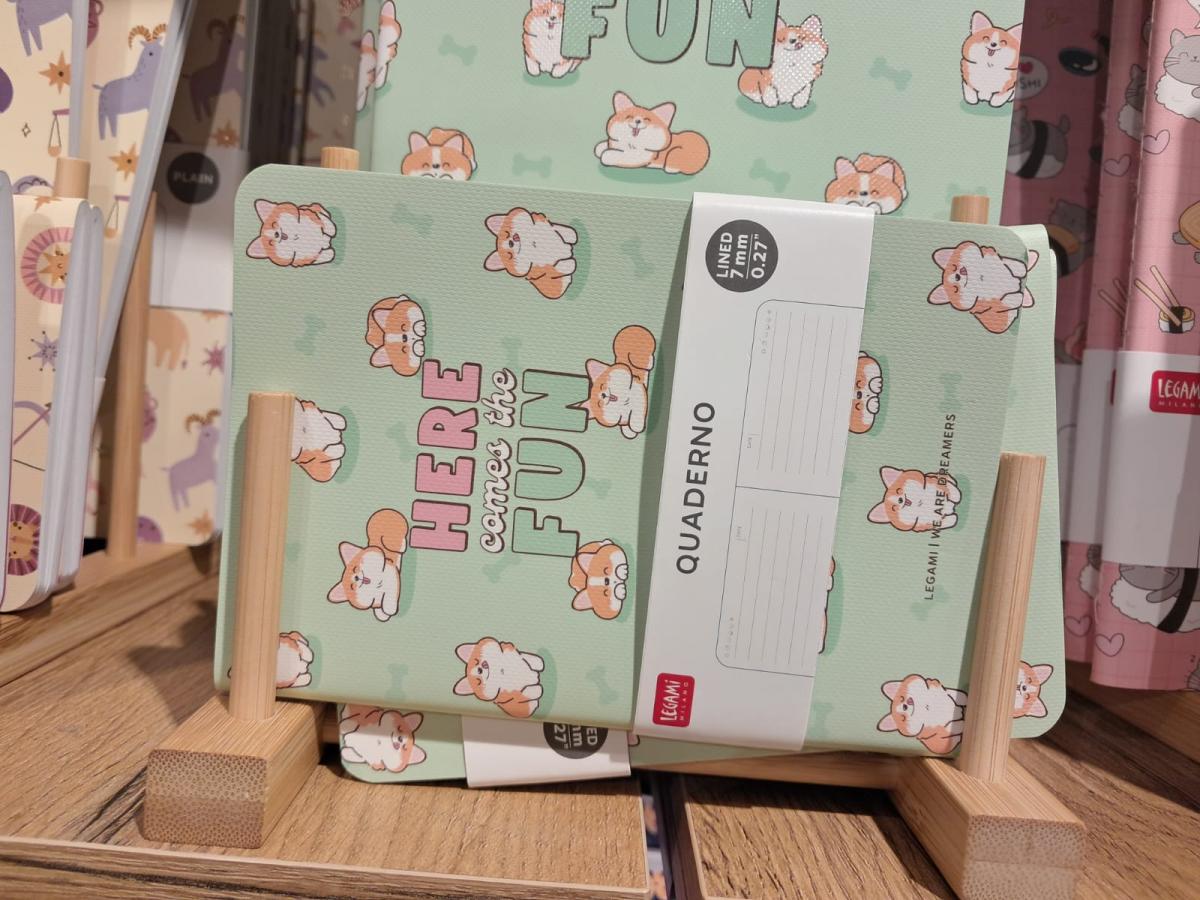 FUN
PLAIN
HERE
comes the
FUN
LINED
7 mm
0.27"
QUADERNO
LEGAMI
MILANO
LEGAMI | WE ARE DREAMERS
LEGAMI
MILANO